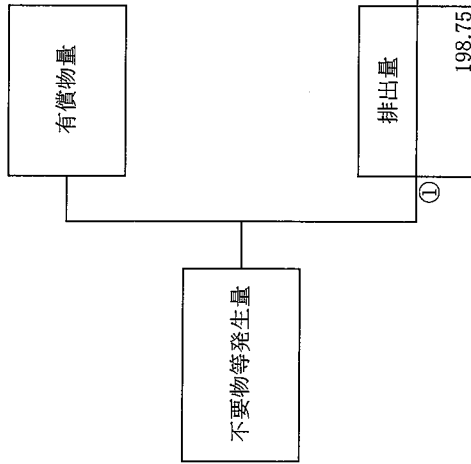 有償物量
不要物等発生量
排出量
①
198.75